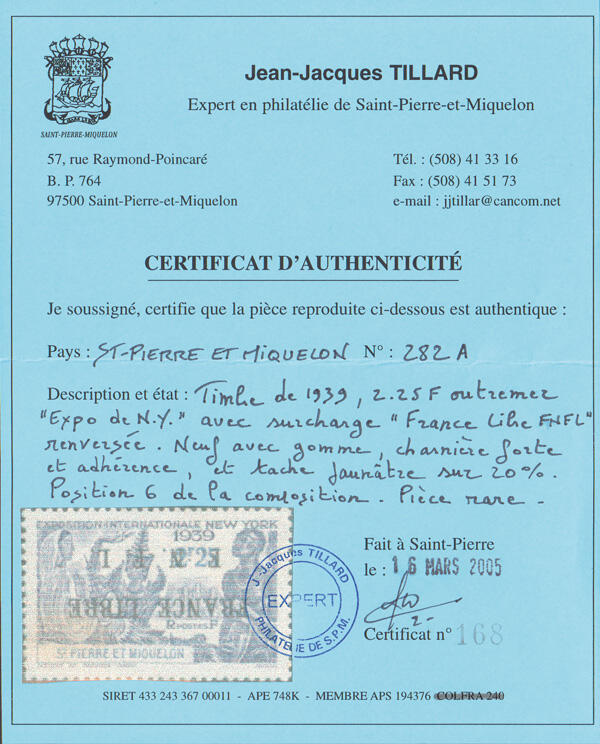 Jean-Jacques TILLARD
Expert en philatélie de Saint-Pierre-et-Miquelon
SAINT-PIERRE-MIQUELON
57, rue Raymond-Poincaré
B. P. 764
97500 Saint-Pierre-et-Miquelon
Tél. : (508) 41 33 16
Fax : (508) 41 51 73
e-mail : jjtillar@cancom.net
CERTIFICAT D'AUTHENTICITÉ
Je soussigné, certifie que la pièce reproduite ci-dessous est authentique :
Pays : ST-PIERRE ET MIQUELON N° : 282 A
Description et état : Timbre de 1939, 2.25 F outremer
"Expo de N.Y." avec surcharge "France Libre FNFL"
renversée. Neuf avec gomme, charnière forte
et adhérence, et tache jaunâtre sur 20%.
Position 6 de la composition. Pièce rare -
EXPOSITION INTERNATIONALE NEW YORK
1939
F. N. F. L.
FRANCE LIBRE
POSTES
ST PIERRE ET MIQUELON
J-Jacques TILLARD
EXPERT
PHILATELIE DE S.P.M.
Fait à Saint-Pierre
le : 16 MARS 2005
Certificat n° 168
SIRET 433 243 367 00011 - APE 748K - MEMBRE APS 194376 COLFRA 240